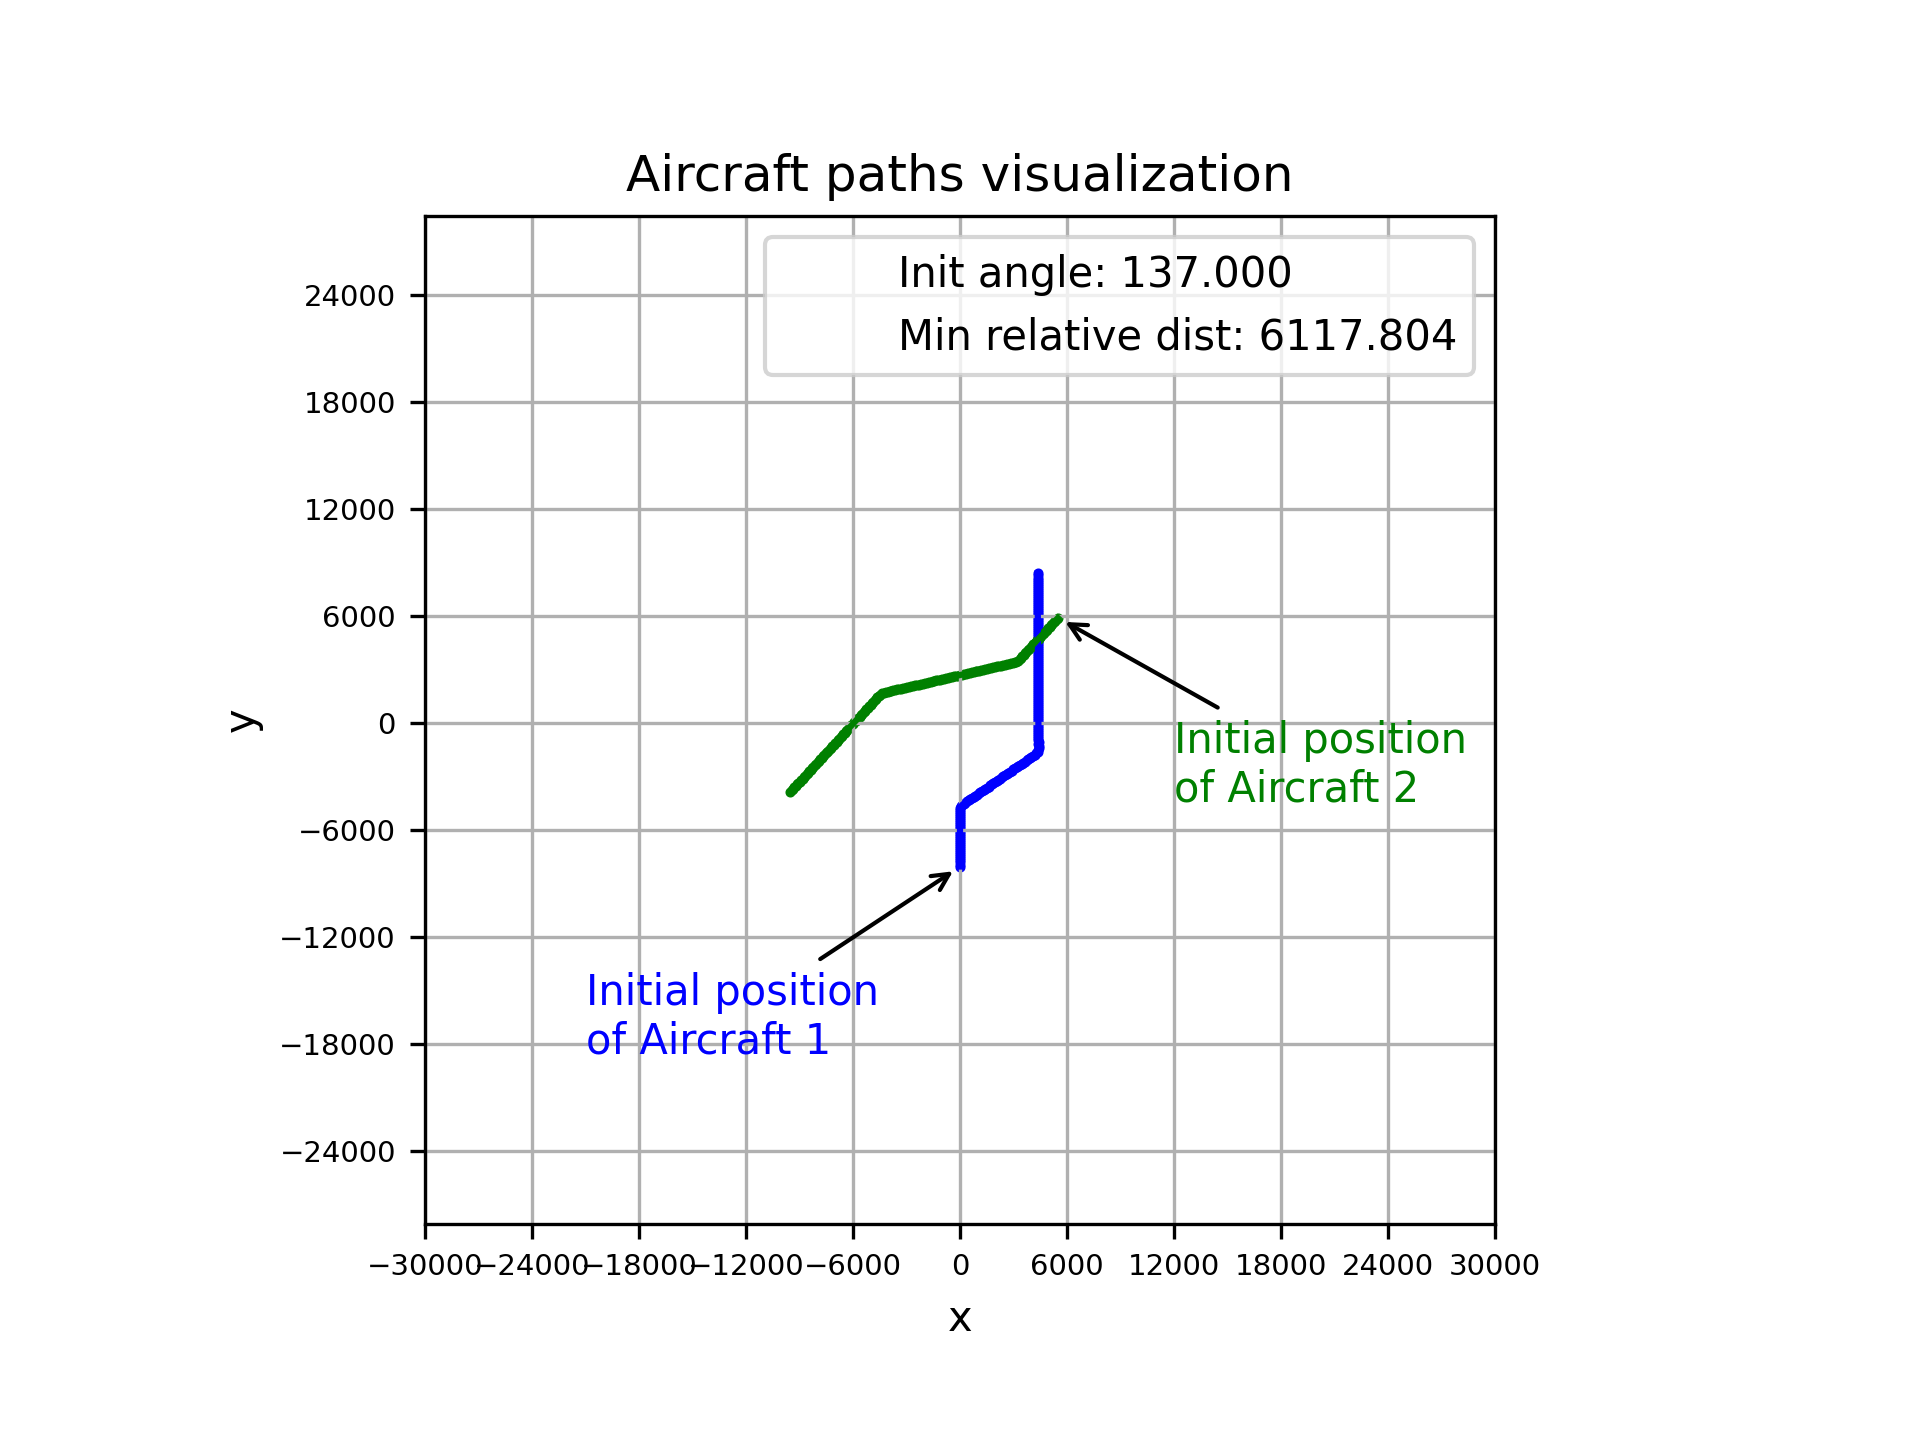 Aircraft paths visualization
Init angle: 137.000
Min relative dist: 6117.804
24000
18000
12000
6000
0
−6000
−12000
−18000
−24000
y
Initial position
of Aircraft 2
Initial position
of Aircraft 1
−30000 −24000 −18000 −12000 −6000 0 6000 12000 18000 24000 30000
x